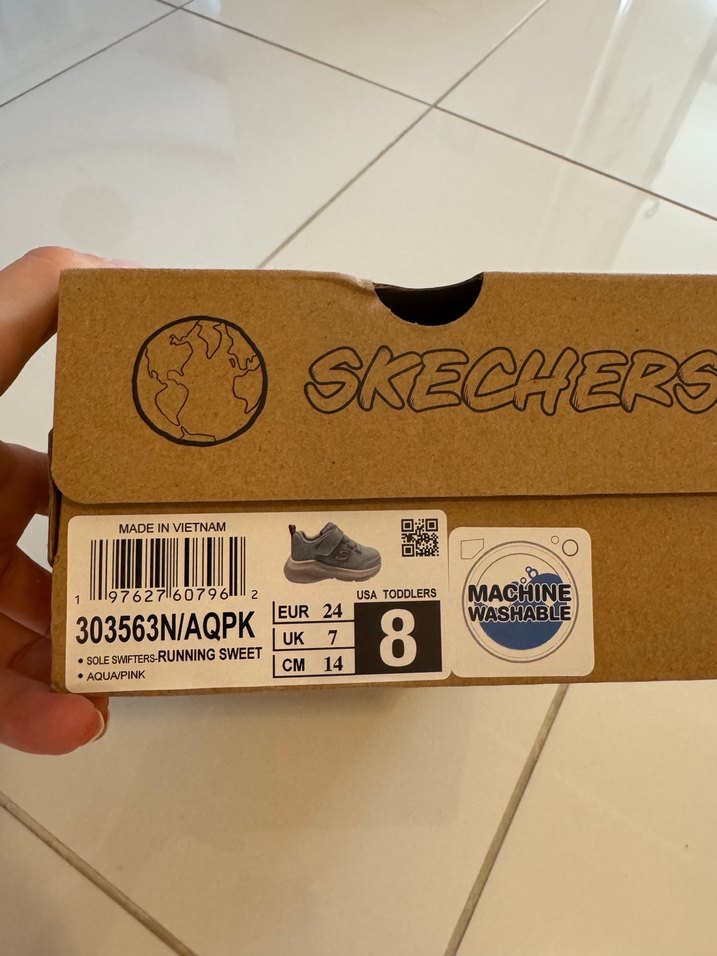 SKECHERS
MADE IN VIETNAM
1 97627 60796 2
303563N/AQPK
• SOLE SWIFTERS-RUNNING SWEET
• AQUA/PINK
EUR 24
UK 7
CM 14
USA TODDLERS
8
MACHINE
WASHABLE